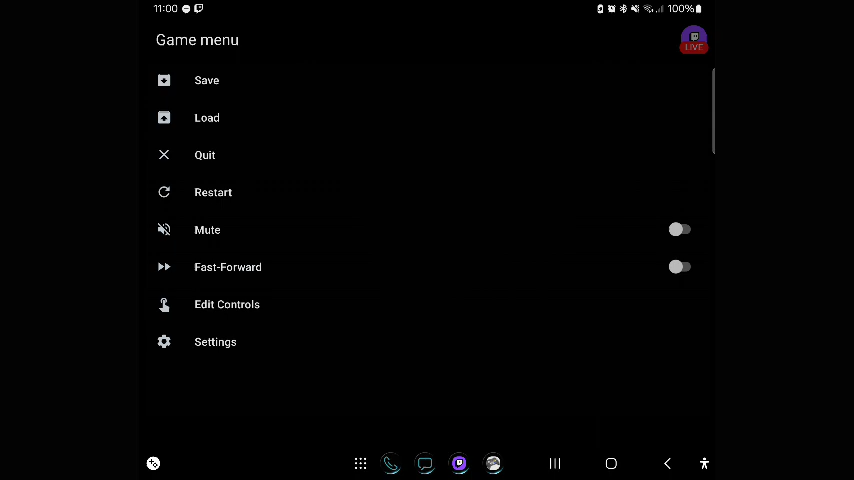 11:00
100%
Game menu
LIVE
Save
Load
Quit
Restart
Mute
Fast-Forward
Edit Controls
Settings